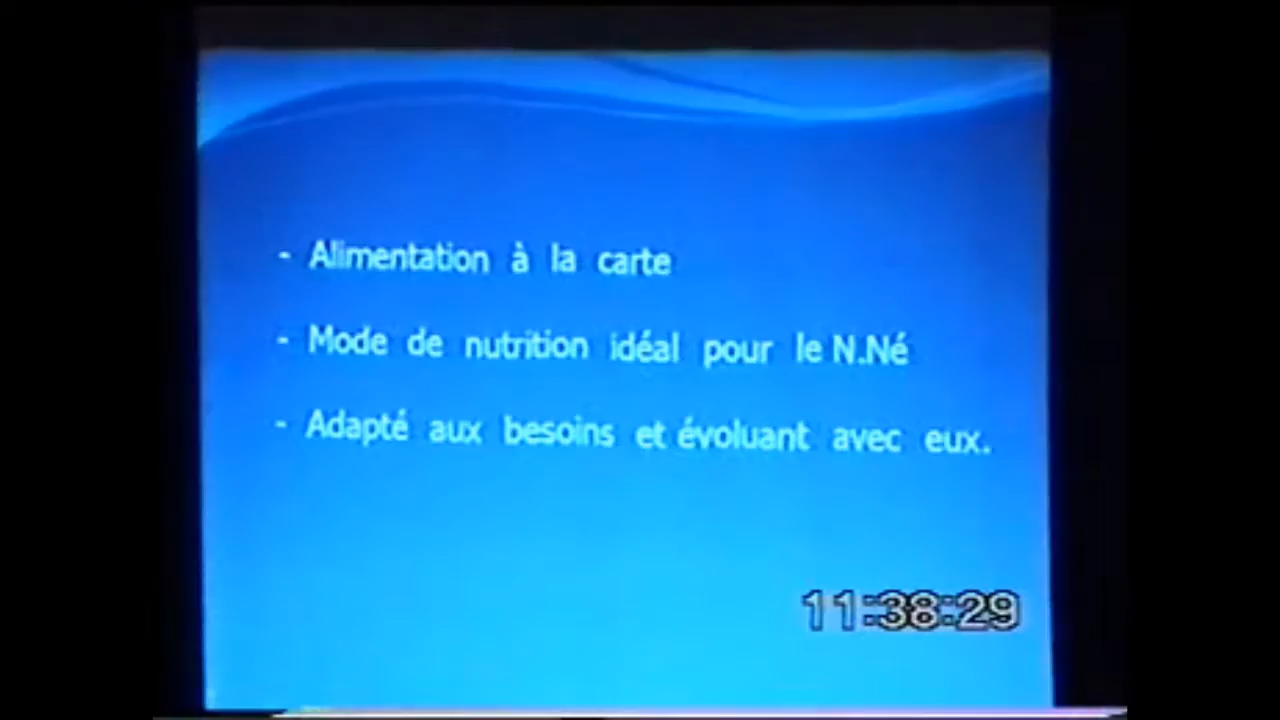 - Alimentation à la carte
- Mode de nutrition idéal pour le N.Né
- Adapté aux besoins et évoluant avec eux.
11:38:29